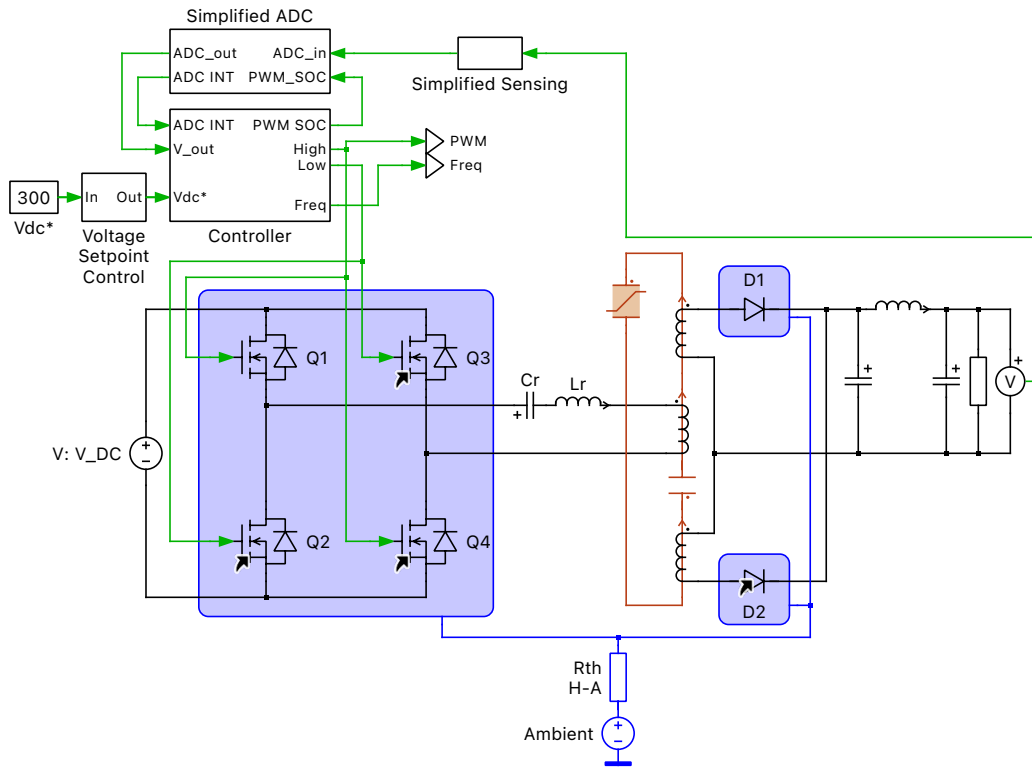 Simplified ADC
ADC_out
ADC_in
ADC INT
PWM_SOC
Simplified Sensing
ADC INT
PWM SOC
V_out
High
Low
Vdc*
Freq
Controller
PWM
Freq
300
Vdc*
In
Out
Voltage
Setpoint
Control
D1
Q1
Q3
Cr
Lr
V
V: V_DC
Q2
Q4
D2
Rth
H-A
Ambient